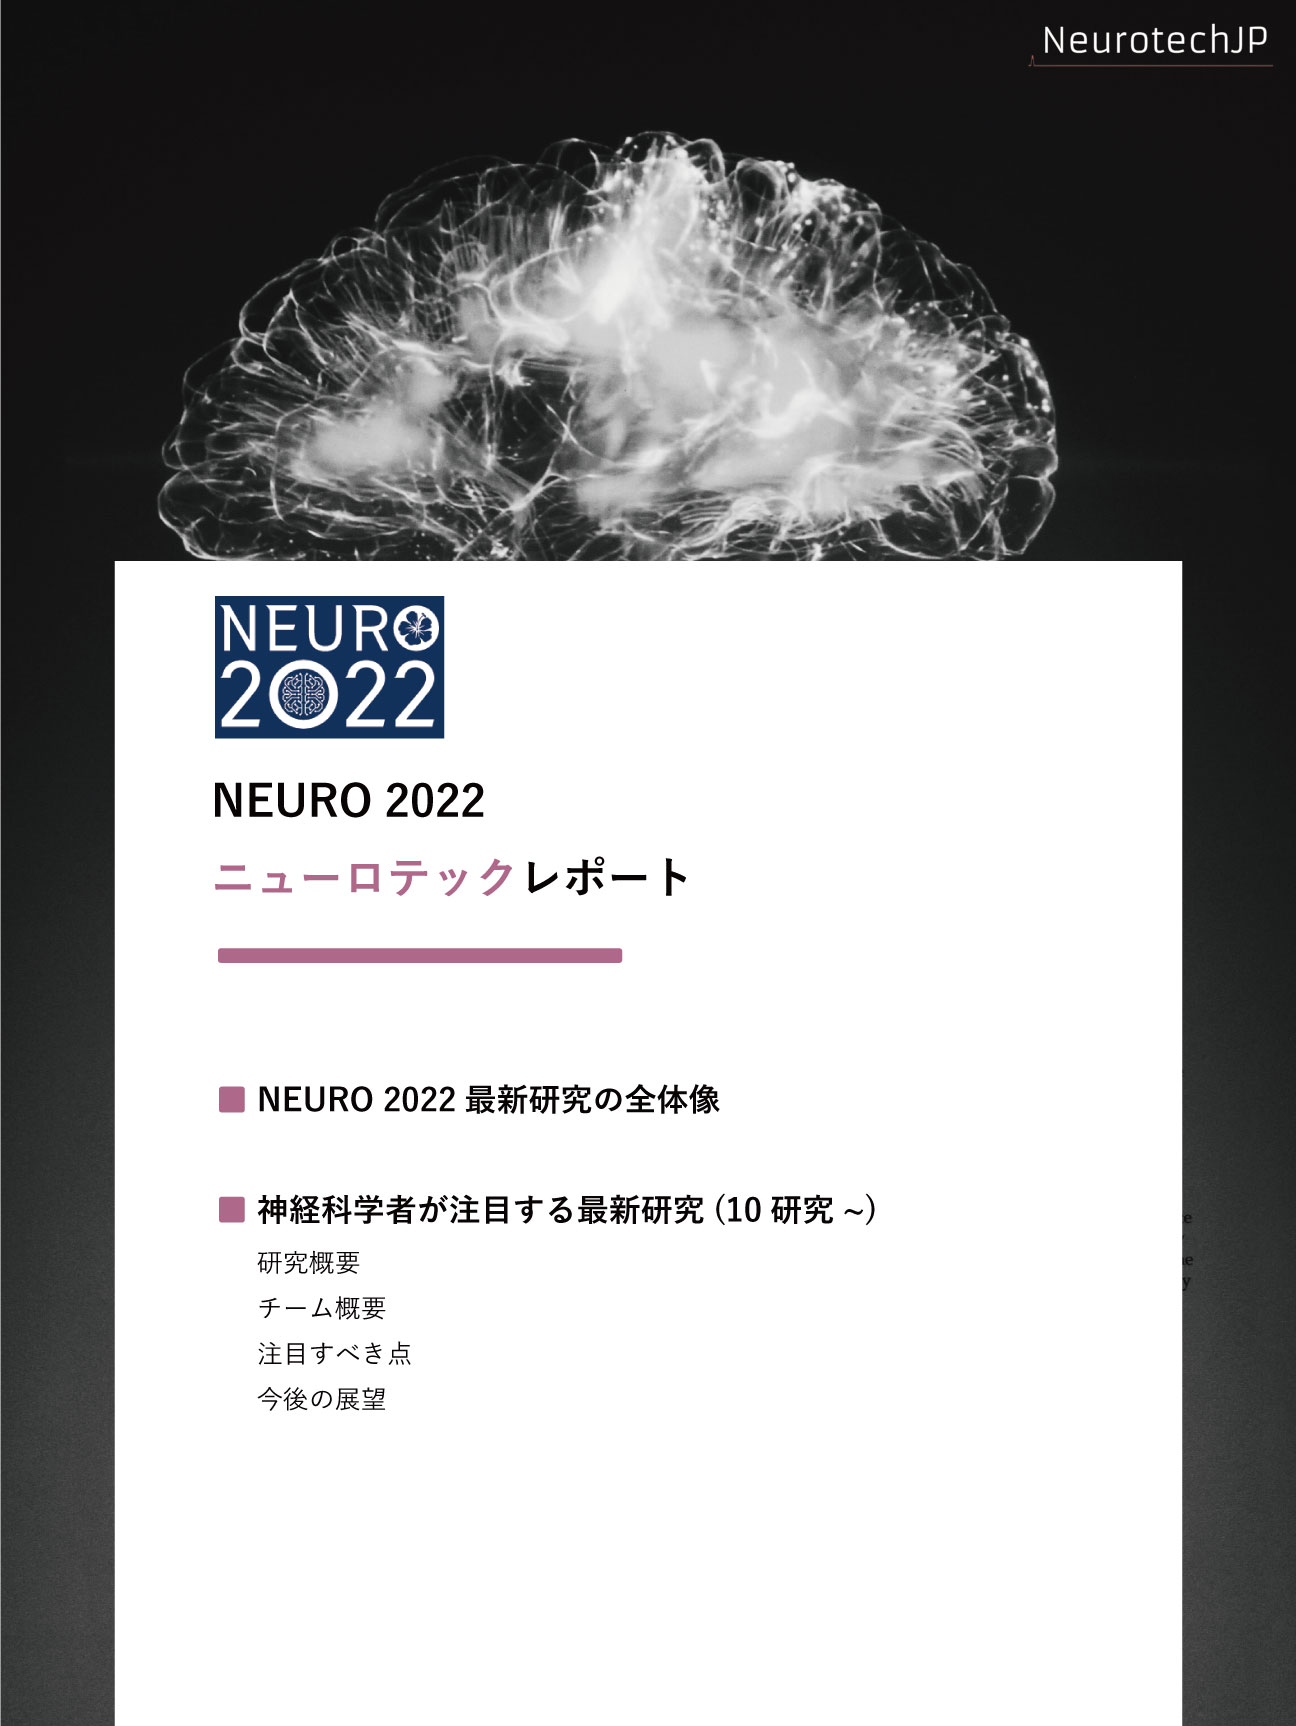 NeurotechJP
NEURO
2022
NEURO 2022
ニューロテックレポート
NEURO 2022 最新研究の全体像
神経科学者が注目する最新研究 (10 研究 ~)
研究概要
チーム概要
注目すべき点
今後の展望